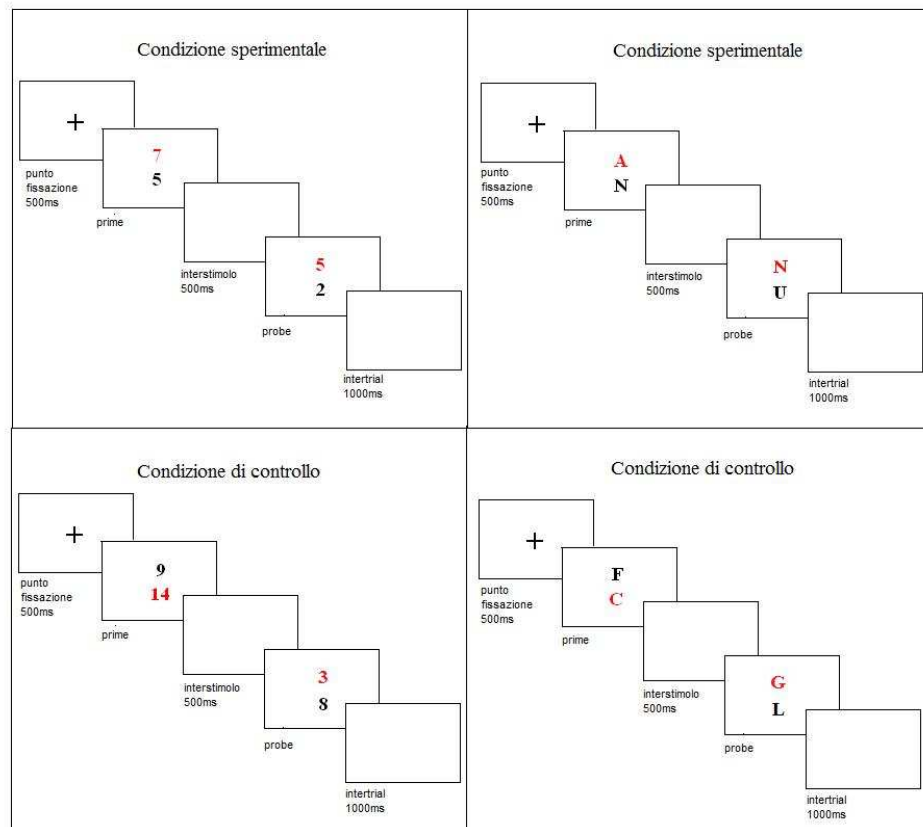 Condizione sperimentale
+
punto
fissazione
500ms
7
5
prime
interstimolo
500ms
5
2
probe
intertrial
1000ms
Condizione sperimentale
+
punto
fissazione
500ms
A
N
prime
interstimolo
500ms
N
U
probe
intertrial
1000ms
Condizione di controllo
+
punto
fissazione
500ms
9
14
prime
interstimolo
500ms
3
8
probe
intertrial
1000ms
Condizione di controllo
+
punto
fissazione
500ms
F
C
prime
interstimolo
500ms
G
L
probe
intertrial
1000ms